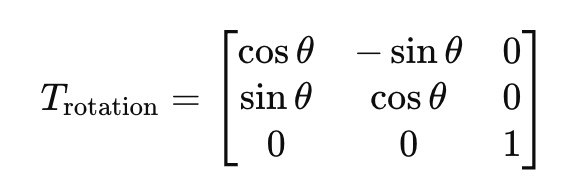 T_rotation = [cos θ  − sin θ  0
sin θ  cos θ  0
0  0  1]